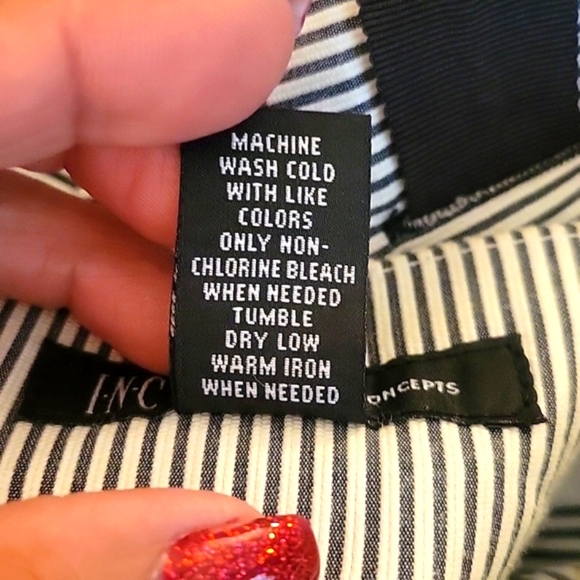 MACHINE
WASH COLD
WITH LIKE
COLORS
ONLY NON-
CHLORINE BLEACH
WHEN NEEDED
TUMBLE
DRY LOW
WARM IRON
WHEN NEEDED
I·N·C
ONCEPTS